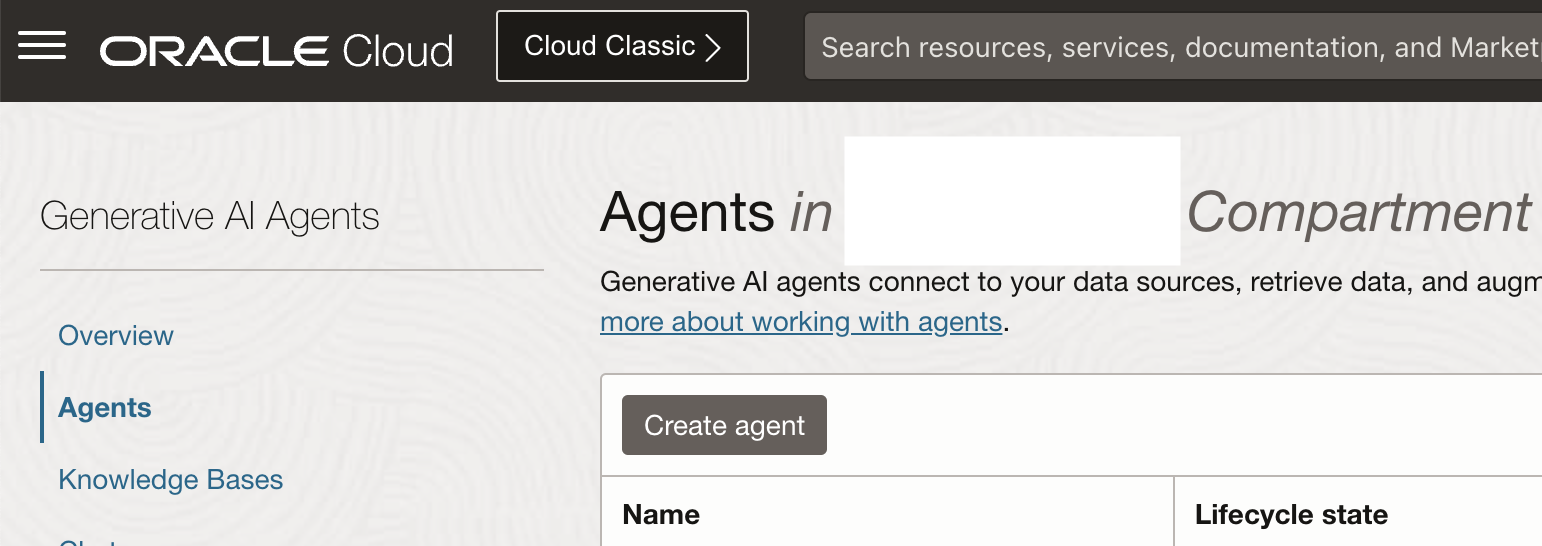 ORACLE Cloud
Cloud Classic
Search resources, services, documentation, and Market
Generative AI Agents
Overview
Agents
Knowledge Bases
Agents in Compartment
Generative AI agents connect to your data sources, retrieve data, and augm
more about working with agents.
Create agent
Name
Lifecycle state